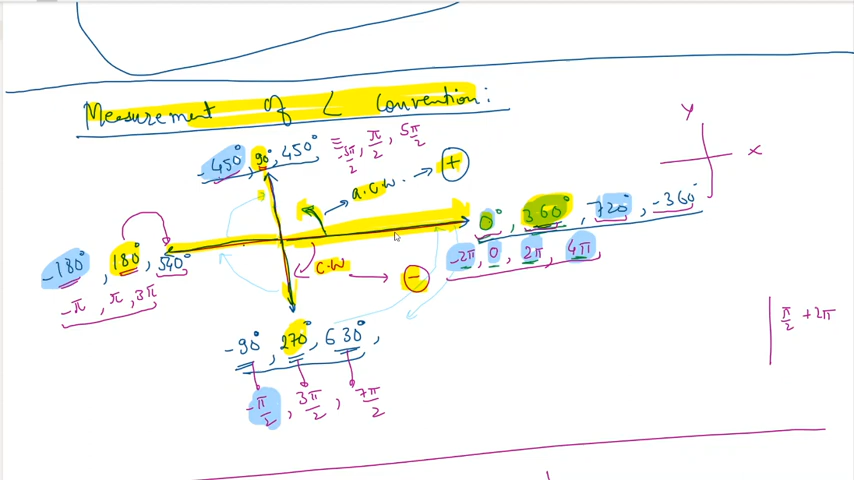 Measurement of ∠ convention:
y
x
-450°, 90°, 450° ≡ -3π/2, π/2, 5π/2
a.c.w. → +
0°, 360°, 720°, -360°
-180°, 180°, 540°
-2π, 0, 2π, 4π
-π, π, 3π
c.w → -
π/2 + 2π
-90°, 270°, 630°,
-π/2, 3π/2, 7π/2